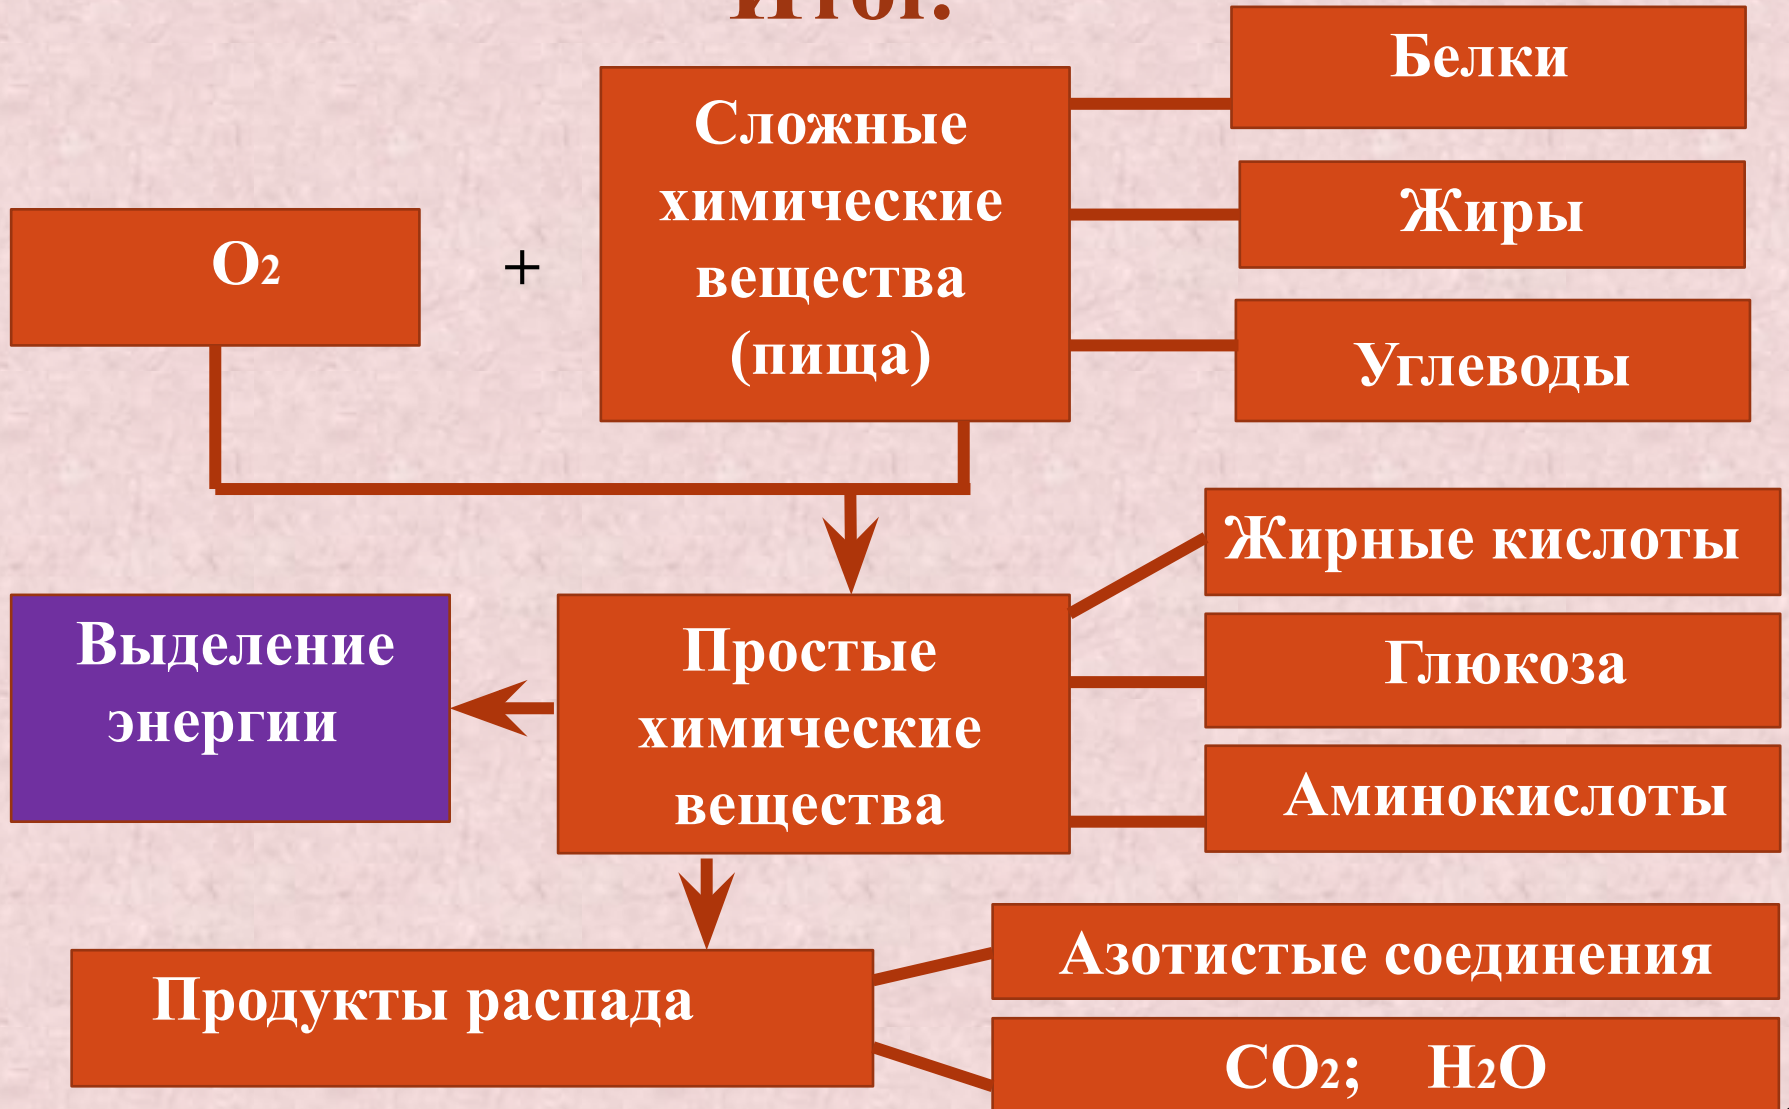 Итог:
Белки
Сложные
химические
вещества
(пища)
Жиры
O2
+
Углеводы
Жирные кислоты
Выделение
энергии
Простые
химические
вещества
Глюкоза
Аминокислоты
Азотистые соединения
Продукты распада
CO2; H2O